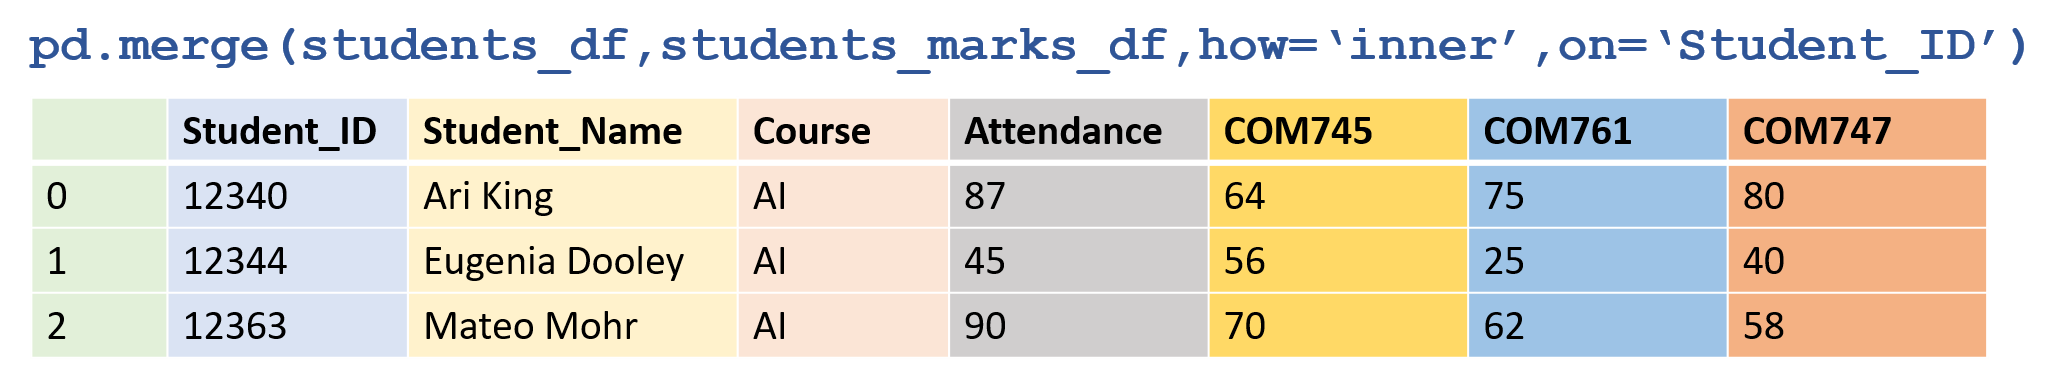 pd.merge(students_df,students_marks_df,how=‘inner’,on=‘Student_ID’)
Student_ID Student_Name Course Attendance COM745 COM761 COM747
0 12340 Ari King AI 87 64 75 80
1 12344 Eugenia Dooley AI 45 56 25 40
2 12363 Mateo Mohr AI 90 70 62 58